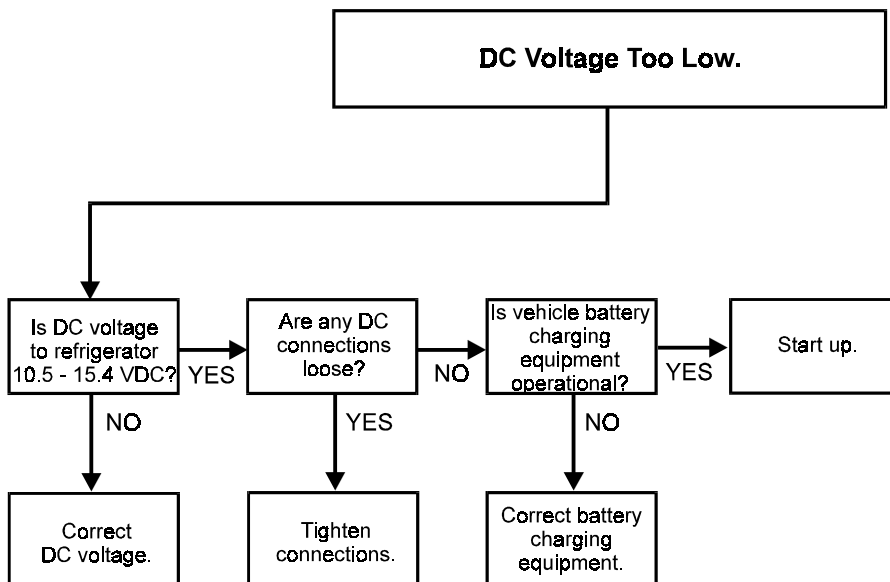 DC Voltage Too Low.
Is DC voltage
to refrigerator
10.5 - 15.4 VDC?
YES
Are any DC
connections
loose?
NO
Is vehicle battery
charging
equipment
operational?
YES
Start up.
NO
YES
NO
Correct
DC voltage.
Tighten
connections.
Correct battery
charging
equipment.